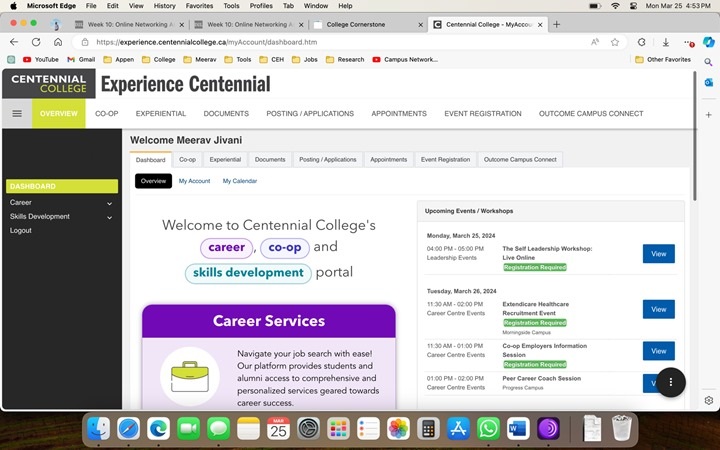 Microsoft Edge File Edit View History Favorites Tools Profiles Tab Window Help Mon Mar 25 4:53 PM
Week 10: Online Networking A
Week 10: Online Networking A
College Cornerstone
Centennial College - MyAccou
https://experience.centennialcollege.ca/myAccount/dashboard.htm
YouTube Gmail Appen College Meerav Tools CEH Jobs Research Campus Network... Other Favorites
CENTENNIAL
COLLEGE
Experience Centennial
OVERVIEW CO-OP EXPERIENTIAL DOCUMENTS POSTING / APPLICATIONS APPOINTMENTS EVENT REGISTRATION OUTCOME CAMPUS CONNECT
DASHBOARD
Career
Skills Development
Logout
Welcome Meerav Jivani
Dashboard Co-op Experiential Documents Posting / Applications Appointments Event Registration Outcome Campus Connect
Overview My Account My Calendar
Welcome to Centennial College's
career, co-op and
skills development portal
Career Services
Navigate your job search with ease!
Our platform provides students and
alumni access to comprehensive and
personalized services geared towards
career success.
Upcoming Events / Workshops
Monday, March 25, 2024
04:00 PM - 05:00 PM The Self Leadership Workshop: View
Leadership Events Live Online
Registration Required
Tuesday, March 26, 2024
11:30 AM - 02:00 PM Extendicare Healthcare View
Career Centre Events Recruitment Event
Registration Required
Morningside Campus
11:30 AM - 01:00 PM Co-op Employers Information View
Career Centre Events Session
Registration Required
01:00 PM - 02:00 PM Peer Career Coach Session
Career Centre Events Progress Campus
MAR
25